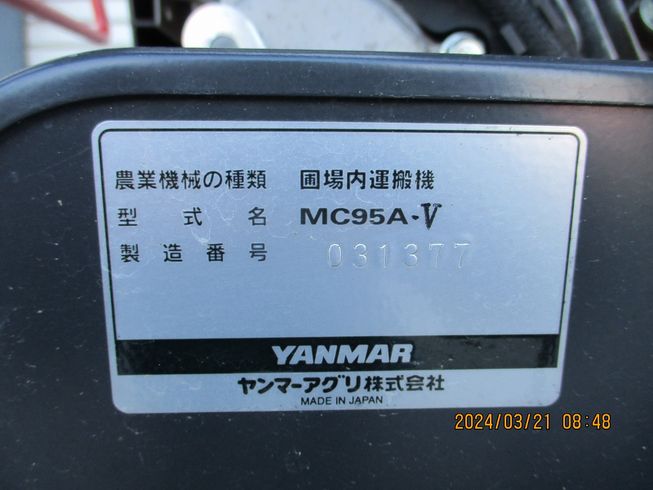 農業機械の種類 圃場内運搬機
型式名 MC95A・V
製造番号 031377
YANMAR
ヤンマーアグリ株式会社
MADE IN JAPAN
2024/03/21 08:48